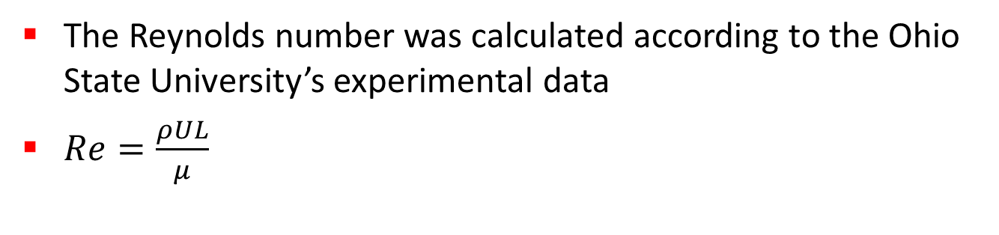 ▪ The Reynolds number was calculated according to the Ohio
State University’s experimental data
▪ 𝑅𝑒 = 𝜌𝑈𝐿/𝜇